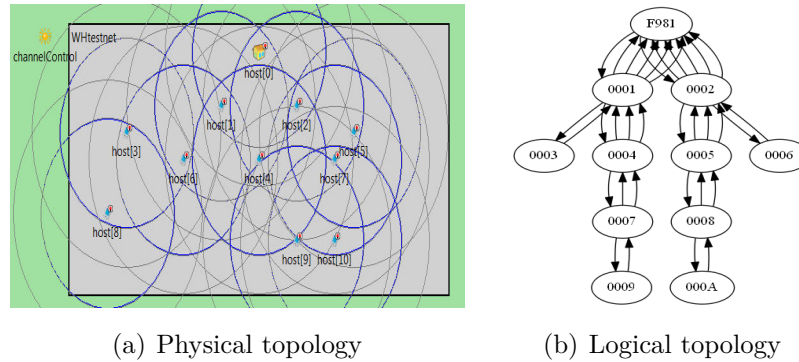 WHtestnet
channelControl
host[0]
host[1]
host[2]
host[3]
host[5]
host[6]
host[4]
host[7]
host[8]
host[9]
host[10]
F981
0001
0002
0003
0004
0005
0006
0007
0008
0009
000A
(a) Physical topology
(b) Logical topology